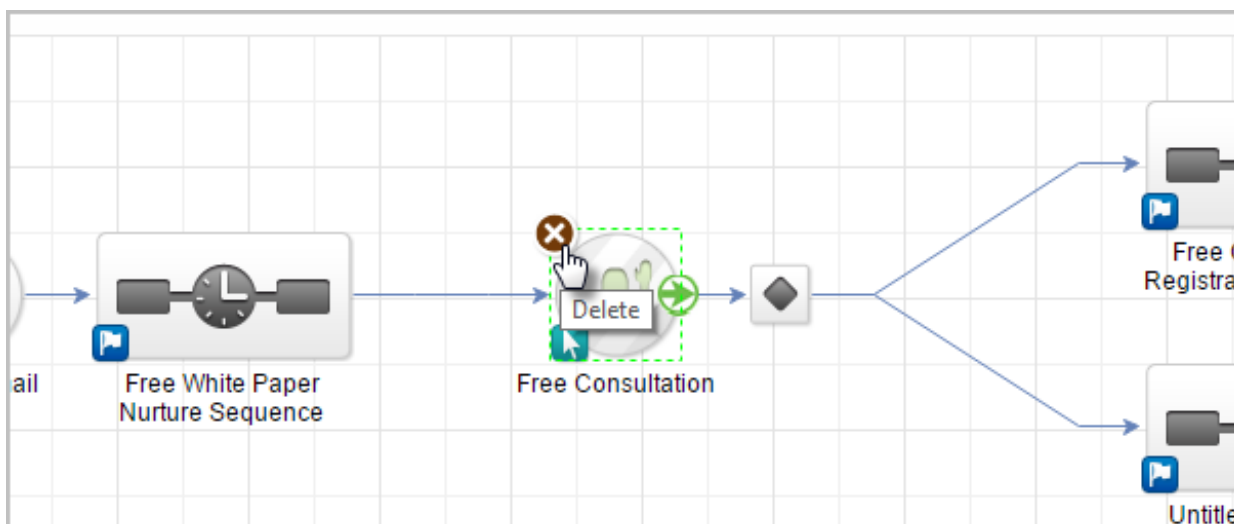 Free
Registra
Delete
ail
Free White Paper
Nurture Sequence
Free Consultation
Untitle